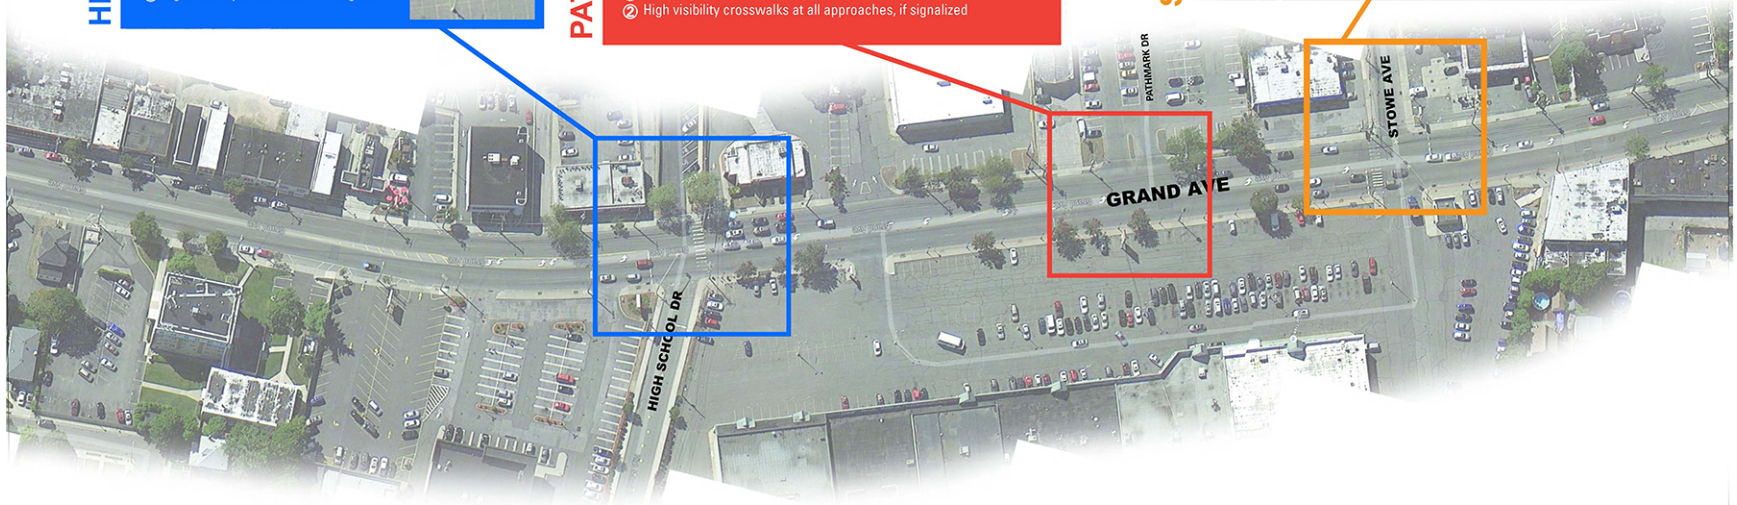 ② High visibility crosswalks at all approaches, if signalized
PATHMARK DR
STOWE AVE
GRAND AVE
HIGH SCHOOL DR